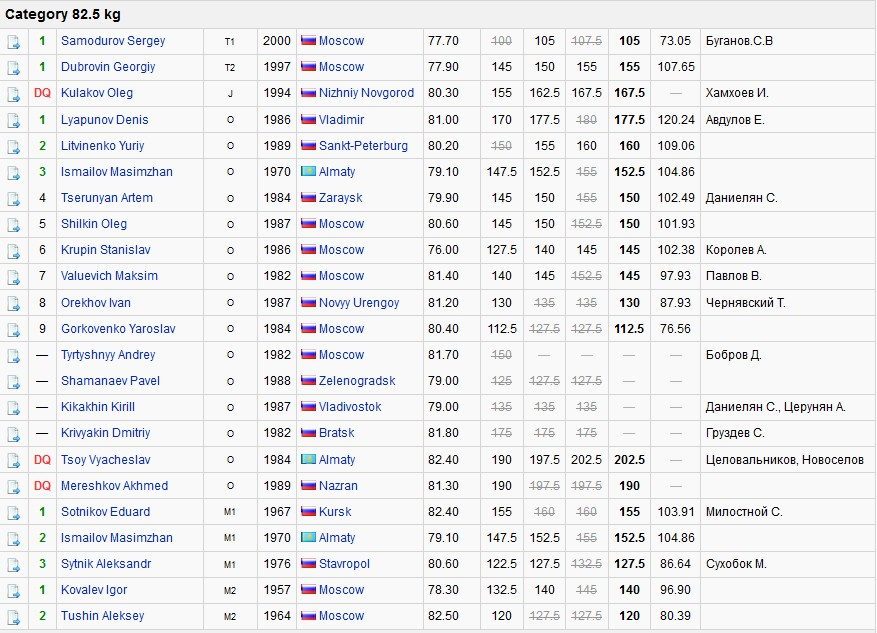 Category 82.5 kg
1 Samodurov Sergey T1 2000 Moscow 77.70 100 105 107.5 105 73.05 Буганов.С.В
1 Dubrovin Georgiy T2 1997 Moscow 77.90 145 150 155 155 107.65
DQ Kulakov Oleg J 1994 Nizhniy Novgorod 80.30 155 162.5 167.5 167.5 — Хамхоев И.
1 Lyapunov Denis O 1986 Vladimir 81.00 170 177.5 180 177.5 120.24 Авдулов Е.
2 Litvinenko Yuriy O 1989 Sankt-Peterburg 80.20 150 155 160 160 109.06
3 Ismailov Masimzhan O 1970 Almaty 79.10 147.5 152.5 155 152.5 104.86
4 Tserunyan Artem O 1984 Zaraysk 79.90 145 150 155 150 102.49 Даниелян С.
5 Shilkin Oleg O 1987 Moscow 80.60 145 150 152.5 150 101.93
6 Krupin Stanislav O 1986 Moscow 76.00 127.5 140 145 145 102.38 Королев А.
7 Valuevich Maksim O 1982 Moscow 81.40 140 145 152.5 145 97.93 Павлов В.
8 Orekhov Ivan O 1987 Novyy Urengoy 81.20 130 135 135 130 87.93 Чернявский Т.
9 Gorkovenko Yaroslav O 1984 Moscow 80.40 112.5 127.5 127.5 112.5 76.56
— Tyrtyshnyy Andrey O 1982 Moscow 81.70 150 — — — — Бобров Д.
— Shamanaev Pavel O 1988 Zelenogradsk 79.00 125 127.5 127.5 — —
— Kikakhin Kirill O 1987 Vladivostok 79.00 135 135 135 — — Даниелян С., Церунян А.
— Krivyakin Dmitriy O 1982 Bratsk 81.80 175 175 175 — — Груздев С.
DQ Tsoy Vyacheslav O 1984 Almaty 82.40 190 197.5 202.5 202.5 — Целовальников, Новоселов
DQ Mereshkov Akhmed O 1989 Nazran 81.30 190 197.5 197.5 190 —
1 Sotnikov Eduard M1 1967 Kursk 82.40 155 160 160 155 103.91 Милостной С.
2 Ismailov Masimzhan M1 1970 Almaty 79.10 147.5 152.5 155 152.5 104.86
3 Sytnik Aleksandr M1 1976 Stavropol 80.60 122.5 127.5 132.5 127.5 86.64 Сухобок М.
1 Kovalev Igor M2 1957 Moscow 78.30 132.5 140 145 140 96.90
2 Tushin Aleksey M2 1964 Moscow 82.50 120 127.5 127.5 120 80.39